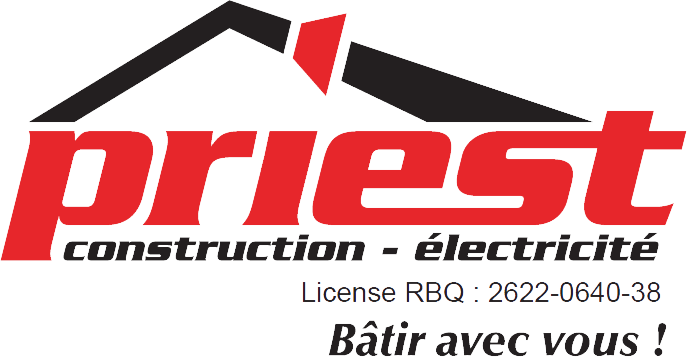 priest
construction - électricité
License RBQ : 2622-0640-38
Bâtir avec vous !